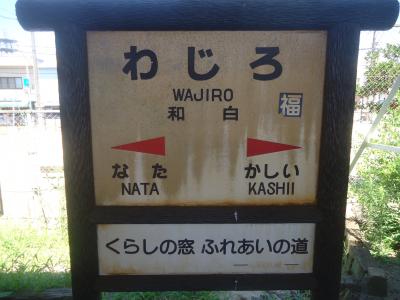 わじろ
WAJIRO
和白 福
なた かしい
NATA KASHII
くらしの窓 ふれあいの道